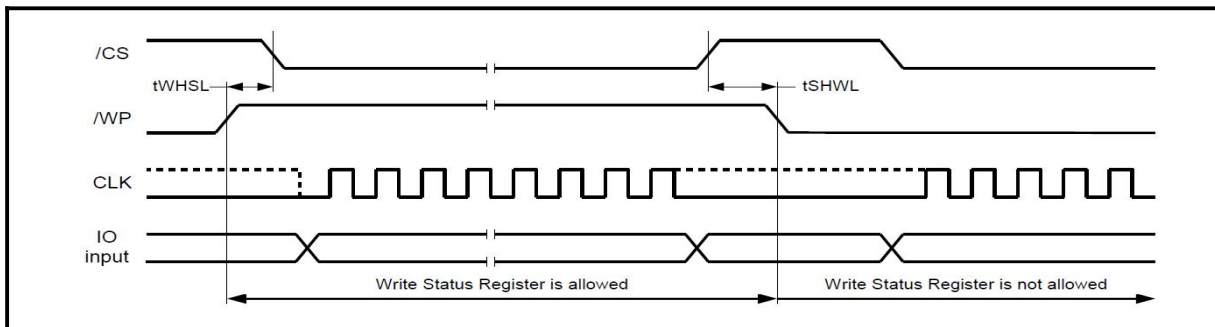 /CS
tWHSL
tSHWL
/WP
CLK
IO
input
Write Status Register is allowed
Write Status Register is not allowed